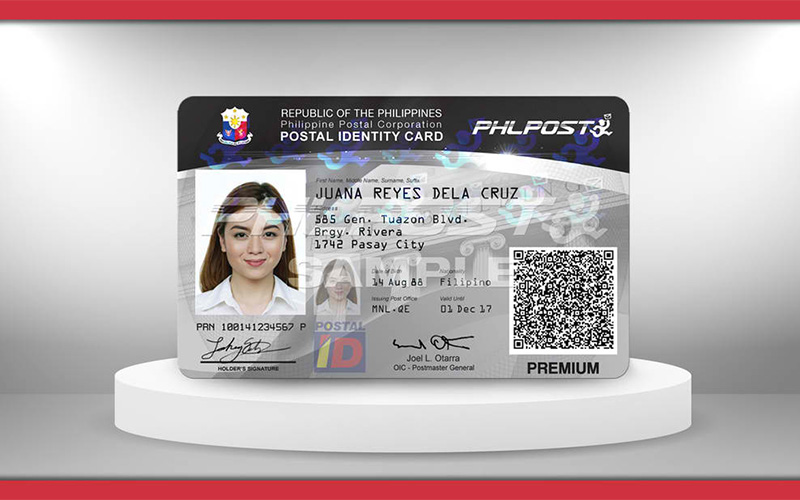 REPUBLIC OF THE PHILIPPINES
Philippine Postal Corporation
POSTAL IDENTITY CARD
PHLPOST
First Name, Middle Name, Surname, Suffix
JUANA REYES DELA CRUZ
Address
585 Gen. Tuazon Blvd.
Brgy. Rivera
1742 Pasay City
PHLPOST
SAMPLE
Date of Birth Nationality
14 Aug 88 Filipino
Issuing Post Office Valid Until
MNL.QE 01 Dec 17
PRN 100141234567 P
POSTAL
ID
HOLDER'S SIGNATURE
Joel L. Otarra
OIC - Postmaster General
PREMIUM